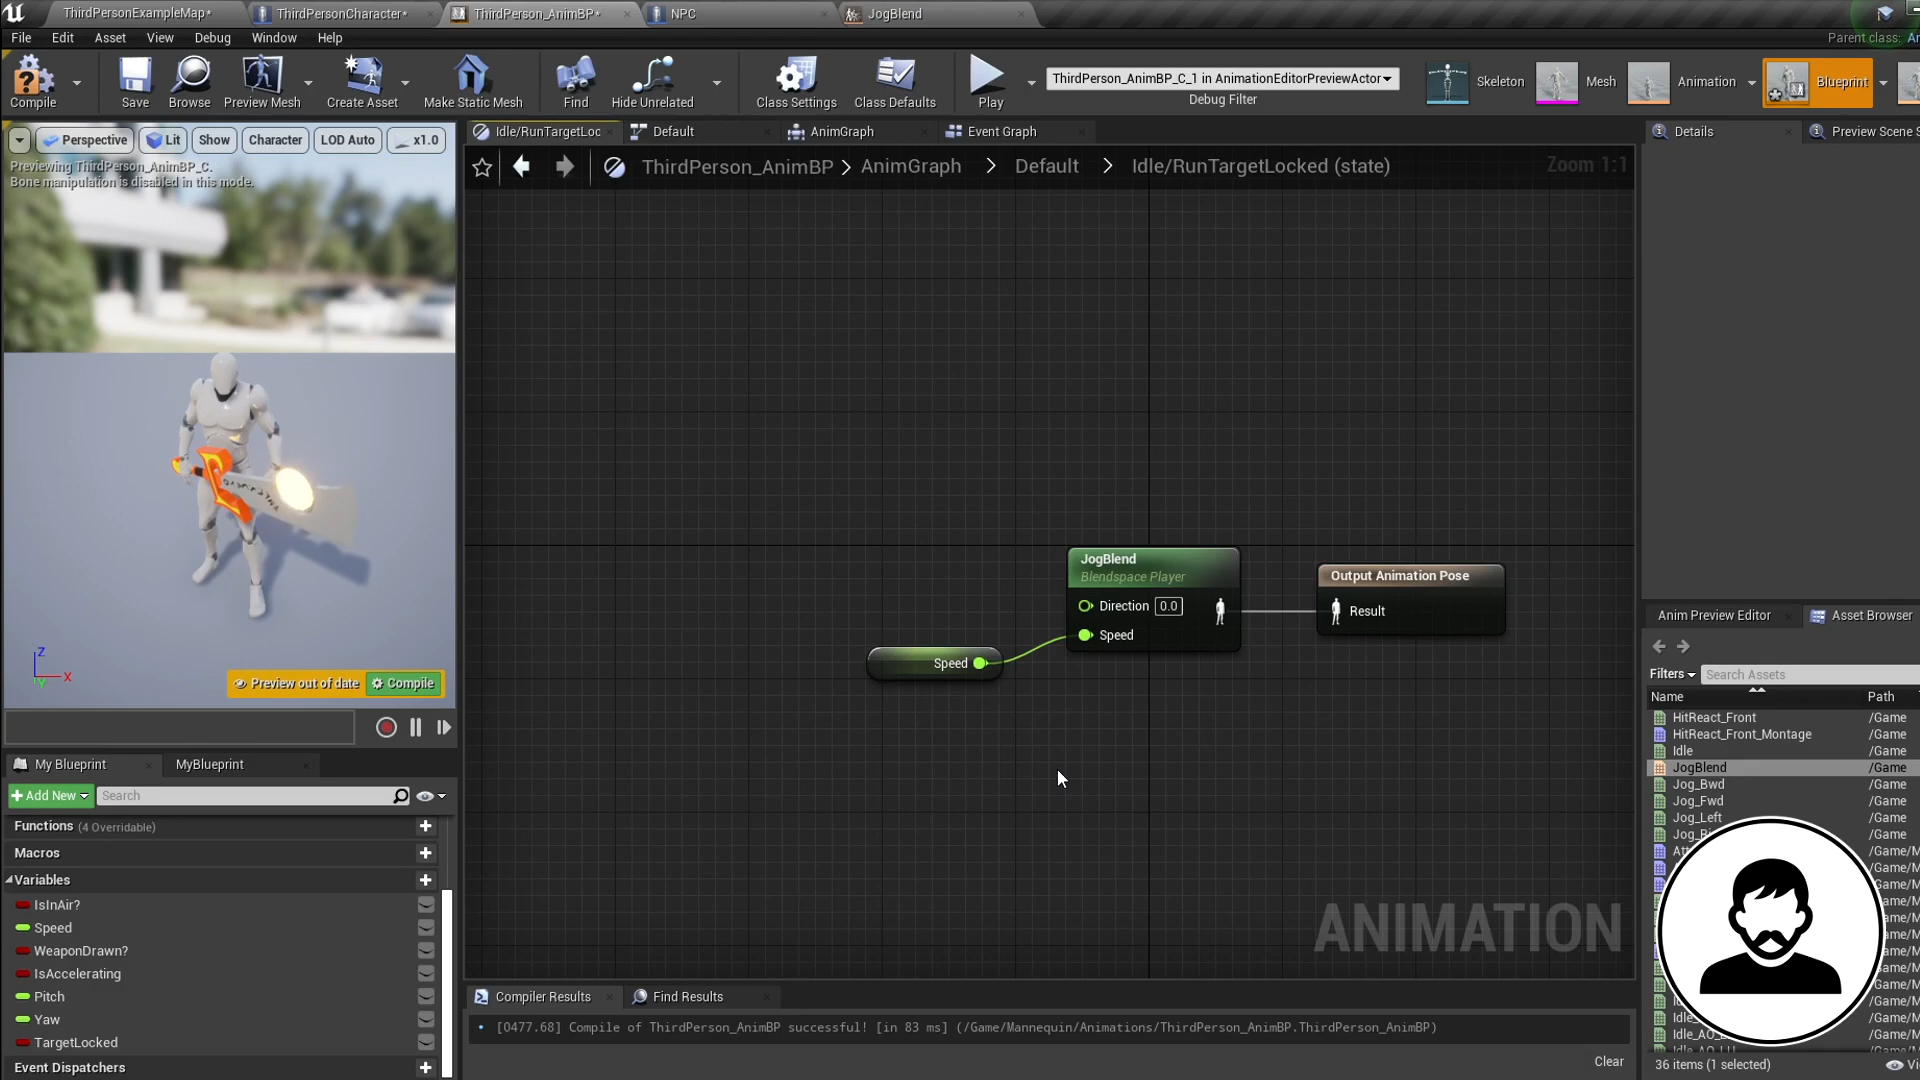 ThirdPersonExampleMap*
ThirdPersonCharacter*
ThirdPerson_AnimBP*
NPC
JogBlend
File Edit Asset View Debug Window Help
Parent class:
Compile
Save
Browse
Preview Mesh
Create Asset
Make Static Mesh
Find
Hide Unrelated
Class Settings
Class Defaults
Play
ThirdPerson_AnimBP_C_1 in AnimationEditorPreviewActor
Debug Filter
Skeleton
Mesh
Animation
Blueprint
Perspective
Lit
Show
Character
LOD Auto
x1.0
Previewing ThirdPerson_AnimBP_C.
Bone manipulation is disabled in this mode.
Z
X
Y
Preview out of date
Compile
Idle/RunTargetLoc
Default
AnimGraph
Event Graph
ThirdPerson_AnimBP > AnimGraph > Default > Idle/RunTargetLocked (state)
Zoom 1:1
JogBlend
Blendspace Player
Direction 0.0
Speed
Speed
Output Animation Pose
Result
ANIMATION
My Blueprint
MyBlueprint
+ Add New
Search
Functions (4 Overridable)
Macros
Variables
IsInAir?
Speed
WeaponDrawn?
IsAccelerating
Pitch
Yaw
TargetLocked
Event Dispatchers
Compiler Results
Find Results
[0477.68] Compile of ThirdPerson_AnimBP successful! [in 83 ms] (/Game/Mannequin/Animations/ThirdPerson_AnimBP.ThirdPerson_AnimBP)
Clear
Details
Preview Scene S
Anim Preview Editor
Asset Browser
Filters
Search Assets
Name Path
HitReact_Front /Game
HitReact_Front_Montage /Game
Idle /Game
JogBlend /Game
Jog_Bwd /Game
Jog_Fwd /Game
Jog_Left /Game
/Game
/Game/M
36 items (1 selected)